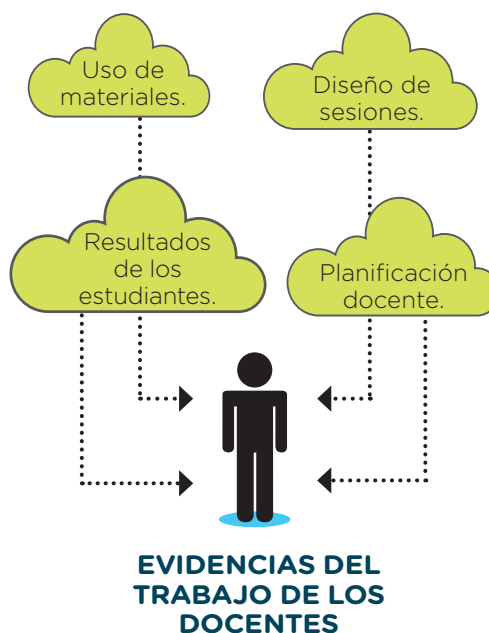 Uso de
materiales.
Diseño de
sesiones.
Resultados
de los
estudiantes.
Planificación
docente.
EVIDENCIAS DEL
TRABAJO DE LOS
DOCENTES